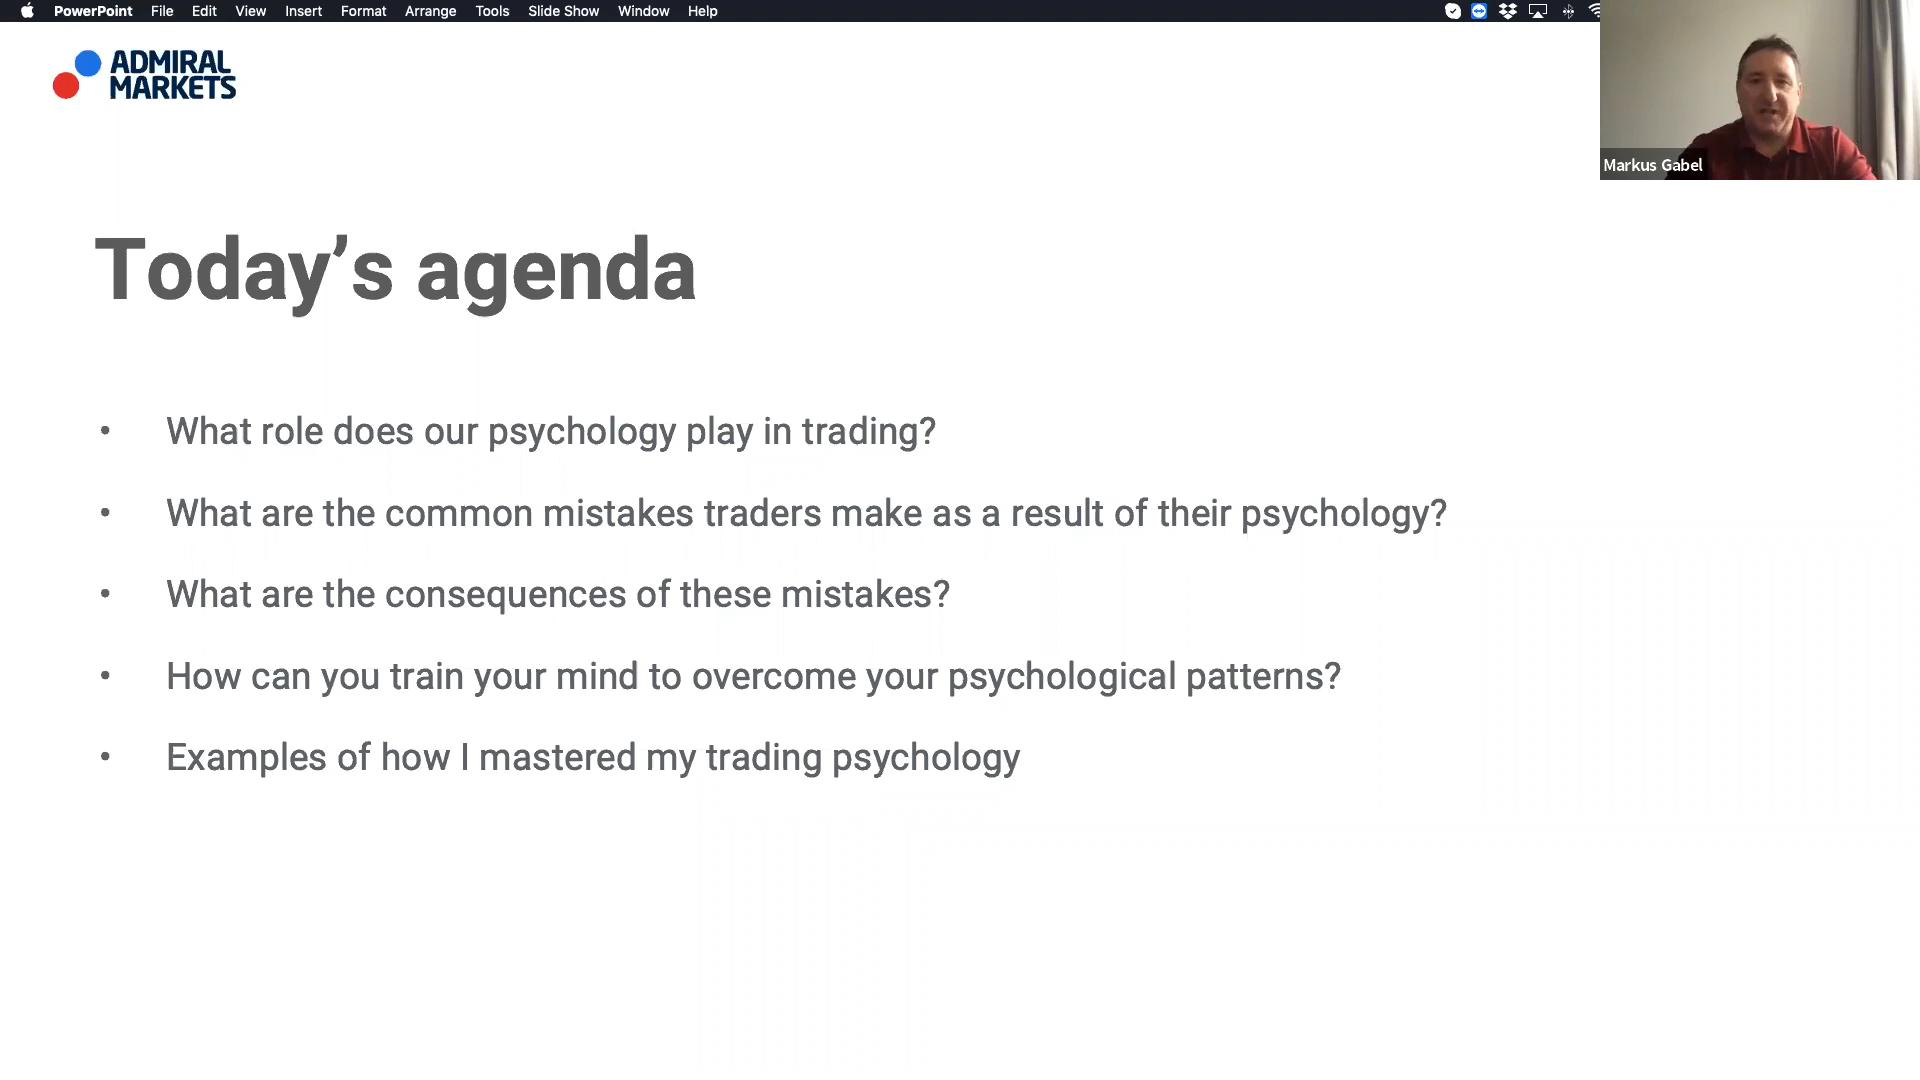 PowerPoint File Edit View Insert Format Arrange Tools Slide Show Window Help
ADMIRAL
MARKETS
Markus Gabel
Today’s agenda
• What role does our psychology play in trading?
• What are the common mistakes traders make as a result of their psychology?
• What are the consequences of these mistakes?
• How can you train your mind to overcome your psychological patterns?
• Examples of how I mastered my trading psychology